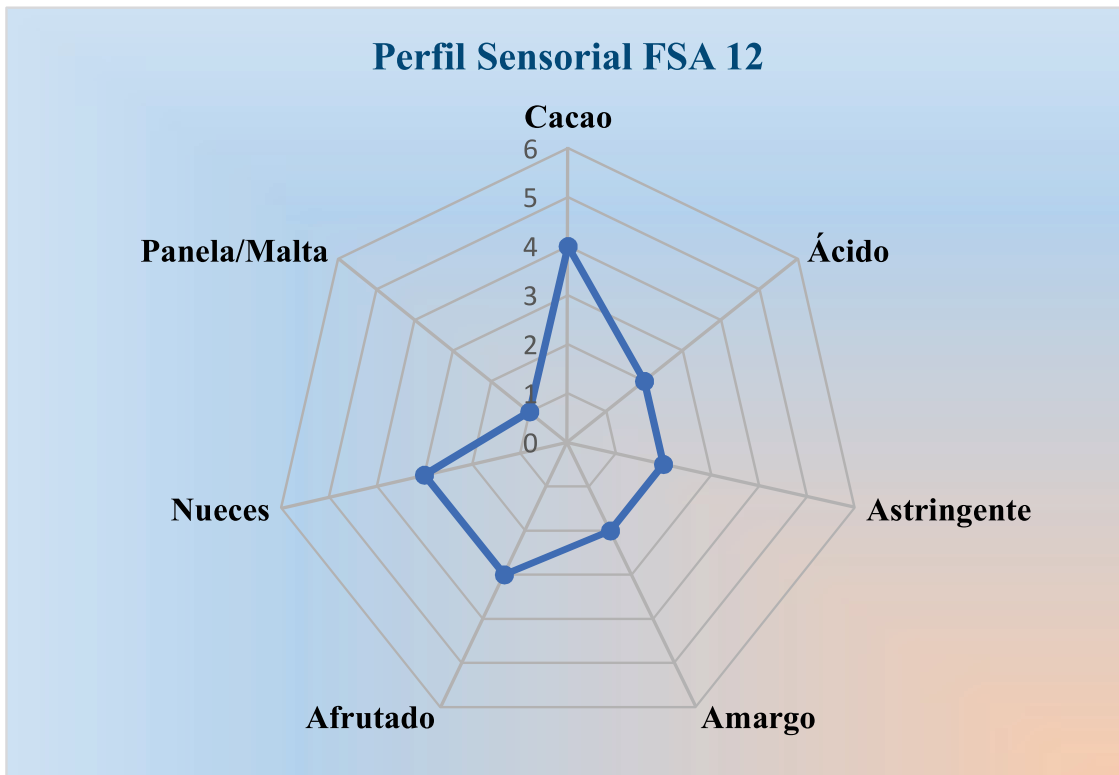 Perfil Sensorial FSA 12
Cacao
6
5
4
3
2
1
0
Panela/Malta
Ácido
Nueces
Astringente
Afrutado
Amargo